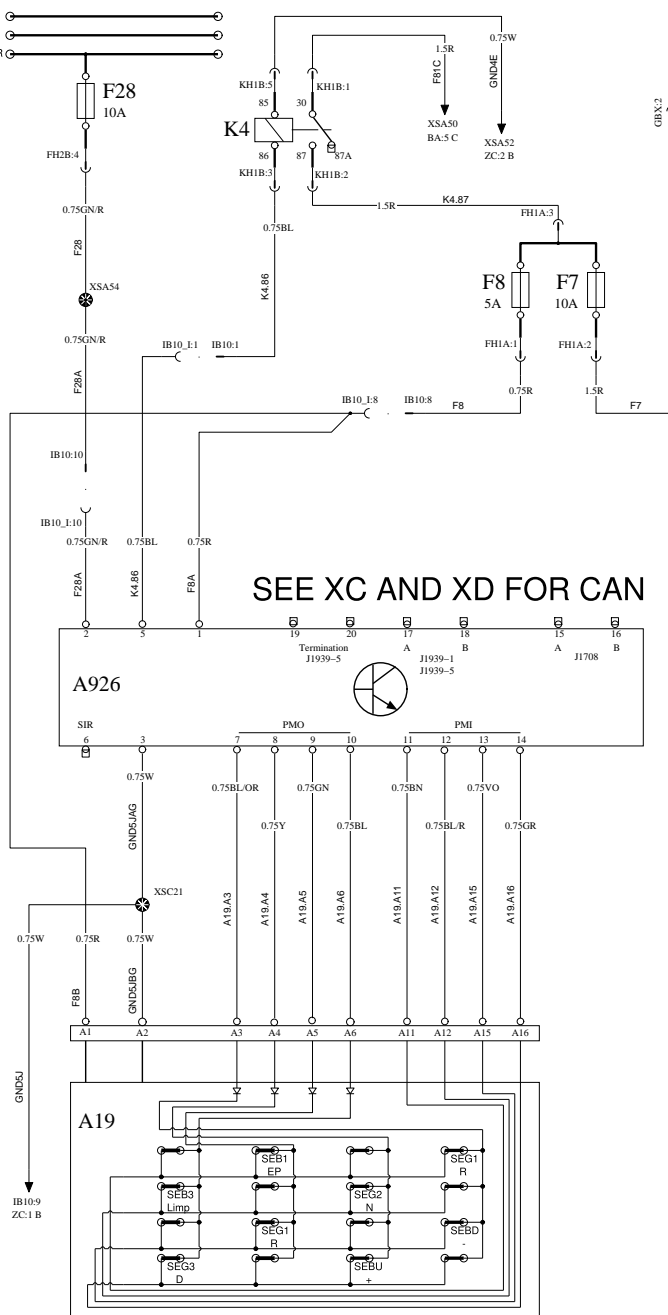 R
F28
10A
FH2B:4
0.75GN/R
F28
XSA54
0.75GN/R
F28A
IB10:10
IB10_I:10
0.75GN/R
F28A
KH1B:5
KH1B:1
85
30
K4
86
87
87A
KH1B:3
KH1B:2
0.75BL
K4.86
IB10_I:1
IB10:1
0.75BL
K4.86
1.5R
F81C
XSA50
BA:5 C
0.75W
GND4E
XSA52
ZC:2 B
GBX:2
1.5R
K4.87
FH1A:3
F8
5A
F7
10A
FH1A:1
FH1A:2
0.75R
1.5R
IB10_I:8
IB10:8
F8
F7
0.75R
F8A
SEE XC AND XD FOR CAN
2
5
1
19
20
17
18
15
16
Termination
J1939-5
A
B
J1939-1
J1939-5
A
B
J1708
A926
SIR
PMO
PMI
6
3
7
8
9
10
11
12
13
14
0.75W
GND5JAG
0.75BL/OR
0.75Y
0.75GN
0.75BL
0.75BN
0.75BL/R
0.75VO
0.75GR
XSC21
A19.A3
A19.A4
A19.A5
A19.A6
A19.A11
A19.A12
A19.A15
A19.A16
0.75W
0.75R
0.75W
F8B
GND5JBG
GND5J
A1
A2
A3
A4
A5
A6
A11
A12
A15
A16
A19
SEB1
EP
SEG1
R
SEB3
Limp
SEG2
N
SEG1
R
SEBD
-
SEG3
D
SEBU
+
IB10:9
ZC:1 B